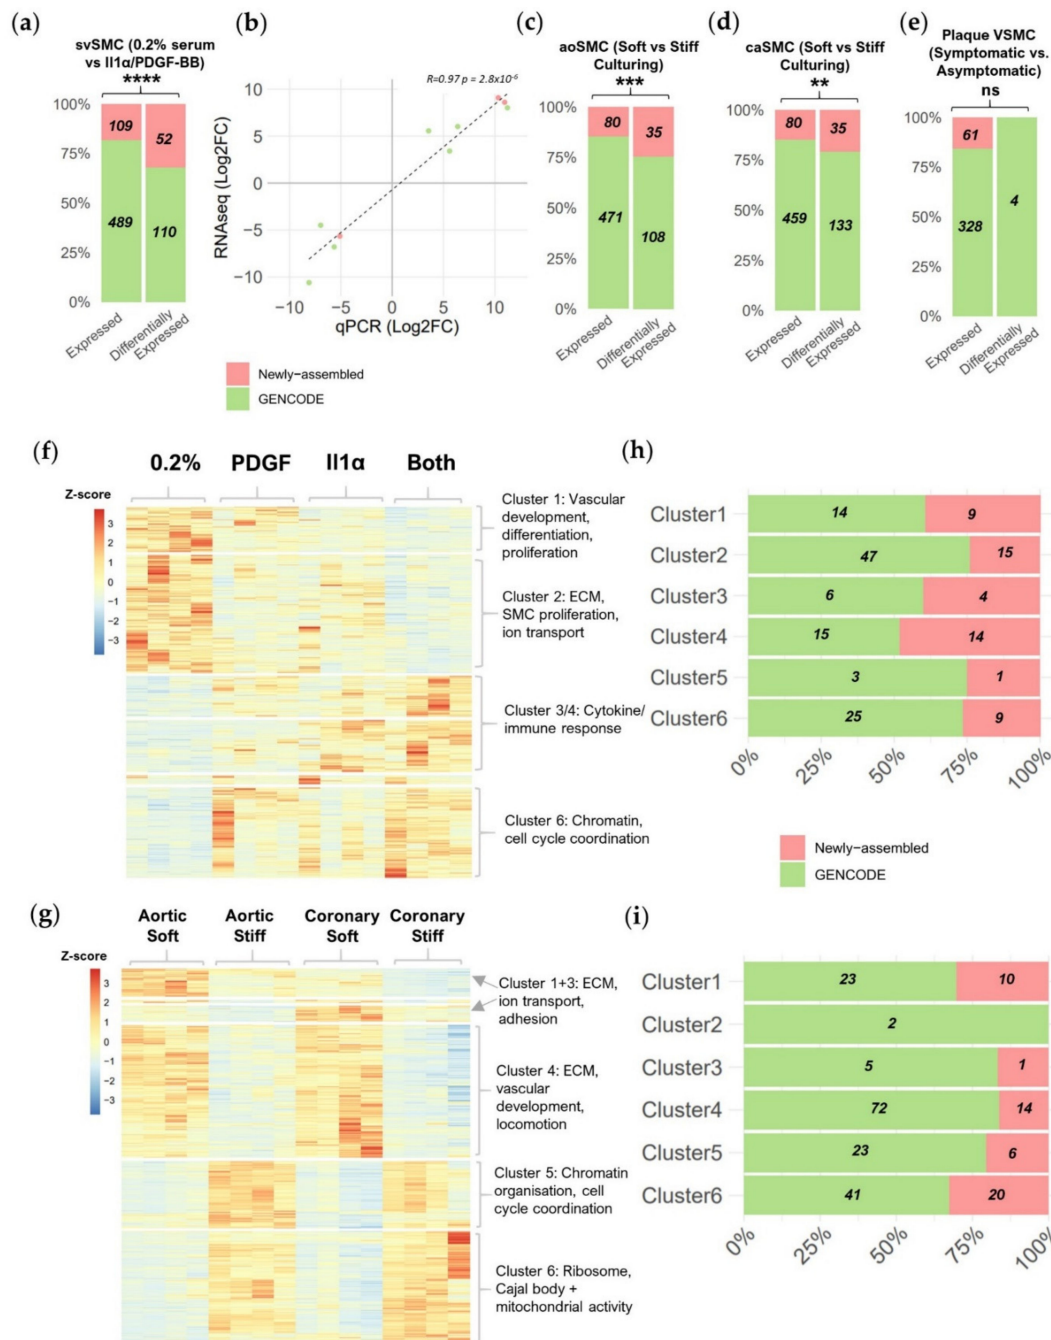 (a)
svSMC (0.2% serum
vs Il1α/PDGF-BB)
****
100%
75%
50%
25%
0%
109
52
489
110
Expressed
Differentially
Expressed
(b)
R=0.97 p = 2.8x10-6
RNAseq (Log2FC)
10
5
0
−5
−10
−10
−5
0
5
10
qPCR (Log2FC)
Newly−assembled
GENCODE
(c)
aoSMC (Soft vs Stiff
Culturing)
***
100%
75%
50%
25%
0%
80
35
471
108
Expressed
Differentially
Expressed
(d)
caSMC (Soft vs Stiff
Culturing)
**
100%
75%
50%
25%
0%
80
35
459
133
Expressed
Differentially
Expressed
(e)
Plaque VSMC
(Symptomatic vs.
Asymptomatic)
ns
100%
75%
50%
25%
0%
61
328
4
Expressed
Differentially
Expressed
(f)
0.2%
PDGF
Il1α
Both
Z-score
3
2
1
0
−1
−2
−3
Cluster 1: Vascular
development,
differentiation,
proliferation
Cluster 2: ECM,
SMC proliferation,
ion transport
Cluster 3/4: Cytokine/
immune response
Cluster 6: Chromatin,
cell cycle coordination
(h)
Cluster1
14
9
Cluster2
47
15
Cluster3
6
4
Cluster4
15
14
Cluster5
3
1
Cluster6
25
9
0%
25%
50%
75%
100%
Newly−assembled
GENCODE
(g)
Aortic
Soft
Aortic
Stiff
Coronary
Soft
Coronary
Stiff
Z-score
3
2
1
0
−1
−2
−3
Cluster 1+3: ECM,
ion transport,
adhesion
Cluster 4: ECM,
vascular
development,
locomotion
Cluster 5: Chromatin
organisation, cell
cycle coordination
Cluster 6: Ribosome,
Cajal body +
mitochondrial activity
(i)
Cluster1
23
10
Cluster2
2
Cluster3
5
1
Cluster4
72
14
Cluster5
23
6
Cluster6
41
20
0%
25%
50%
75%
100%